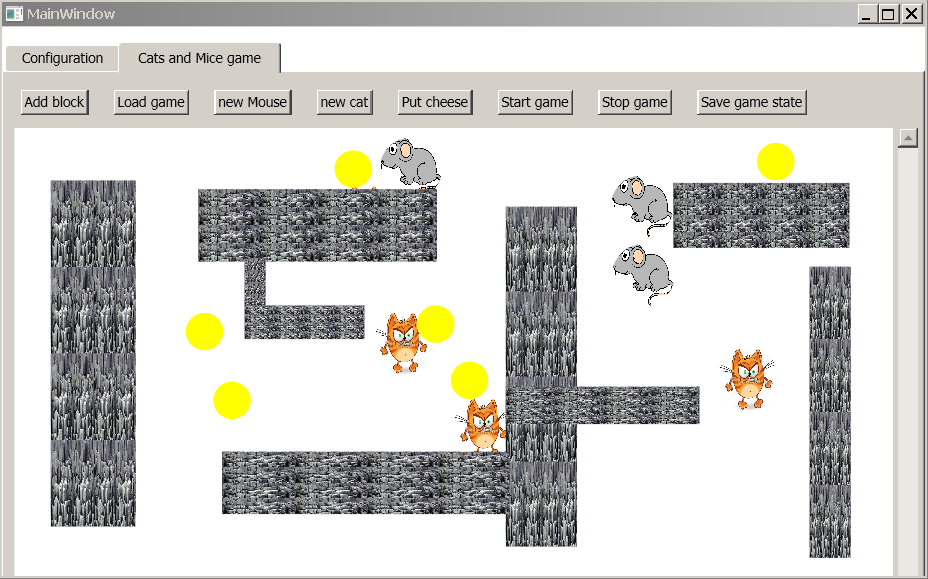 MainWindow
Configuration Cats and Mice game
Add block Load game new Mouse new cat Put cheese Start game Stop game Save game state